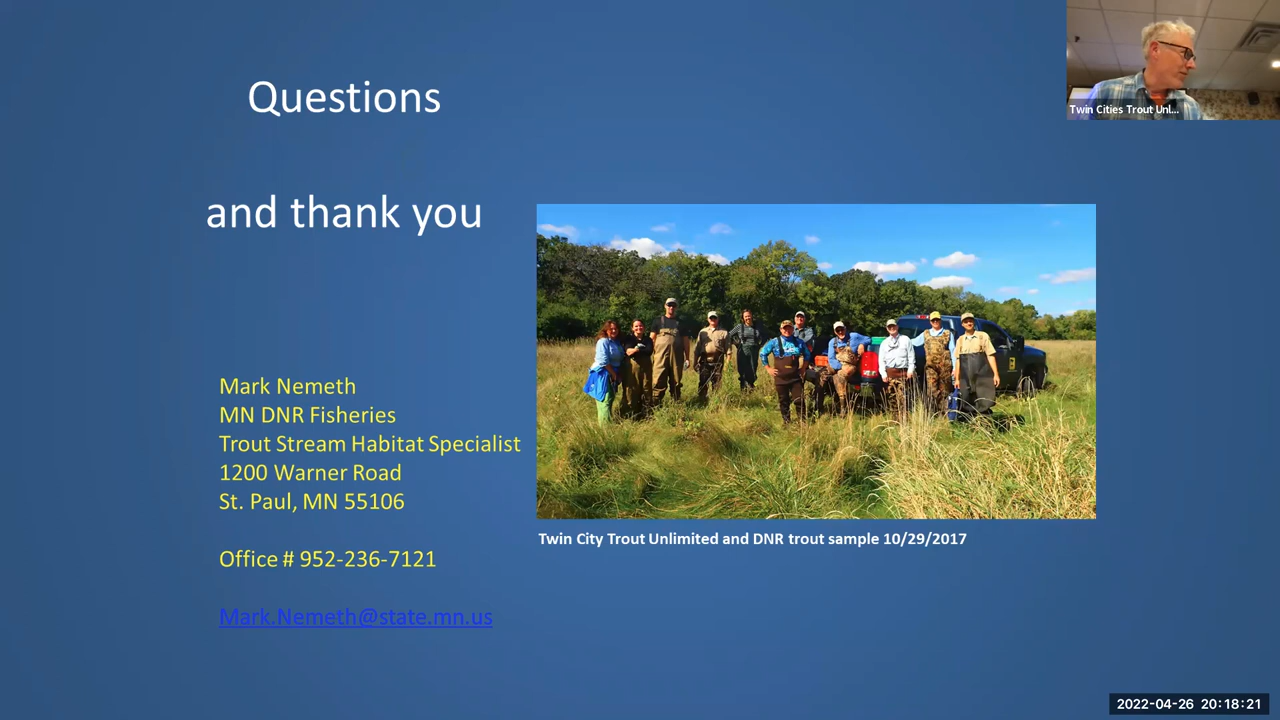 Questions
and thank you
Mark Nemeth
MN DNR Fisheries
Trout Stream Habitat Specialist
1200 Warner Road
St. Paul, MN 55106
Office # 952-236-7121
Mark.Nemeth@state.mn.us
Twin City Trout Unlimited and DNR trout sample 10/29/2017
Twin Cities Trout Unl...
2022-04-26 20:18:21